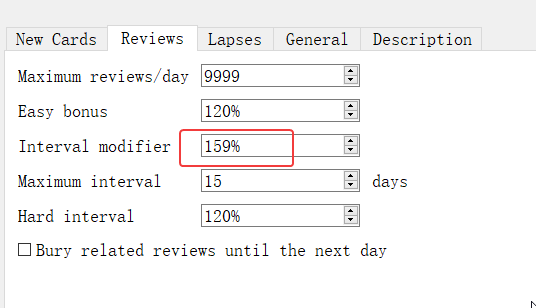 New Cards Reviews Lapses General Description
Maximum reviews/day 9999
Easy bonus 120%
Interval modifier 159%
Maximum interval 15 days
Hard interval 120%
Bury related reviews until the next day